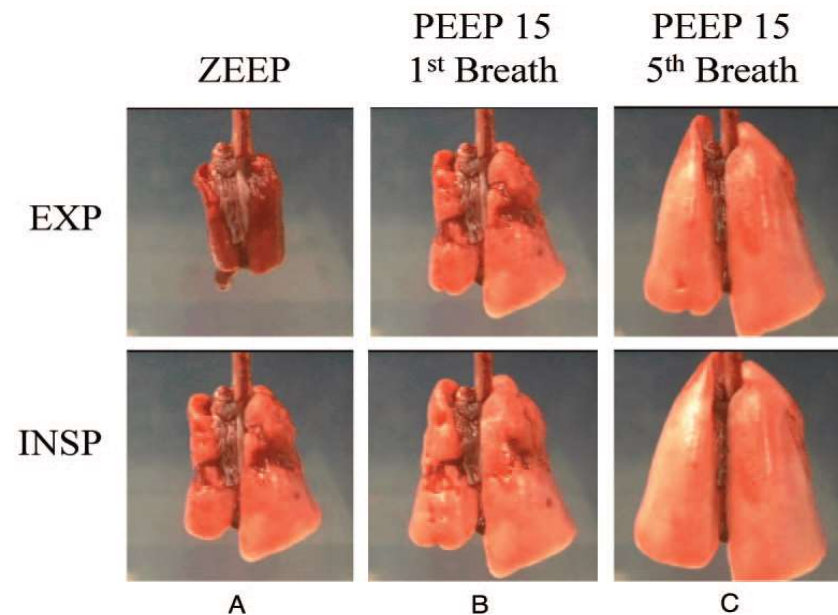 ZEEP
PEEP 15
1st Breath
PEEP 15
5th Breath
EXP
INSP
A
B
C